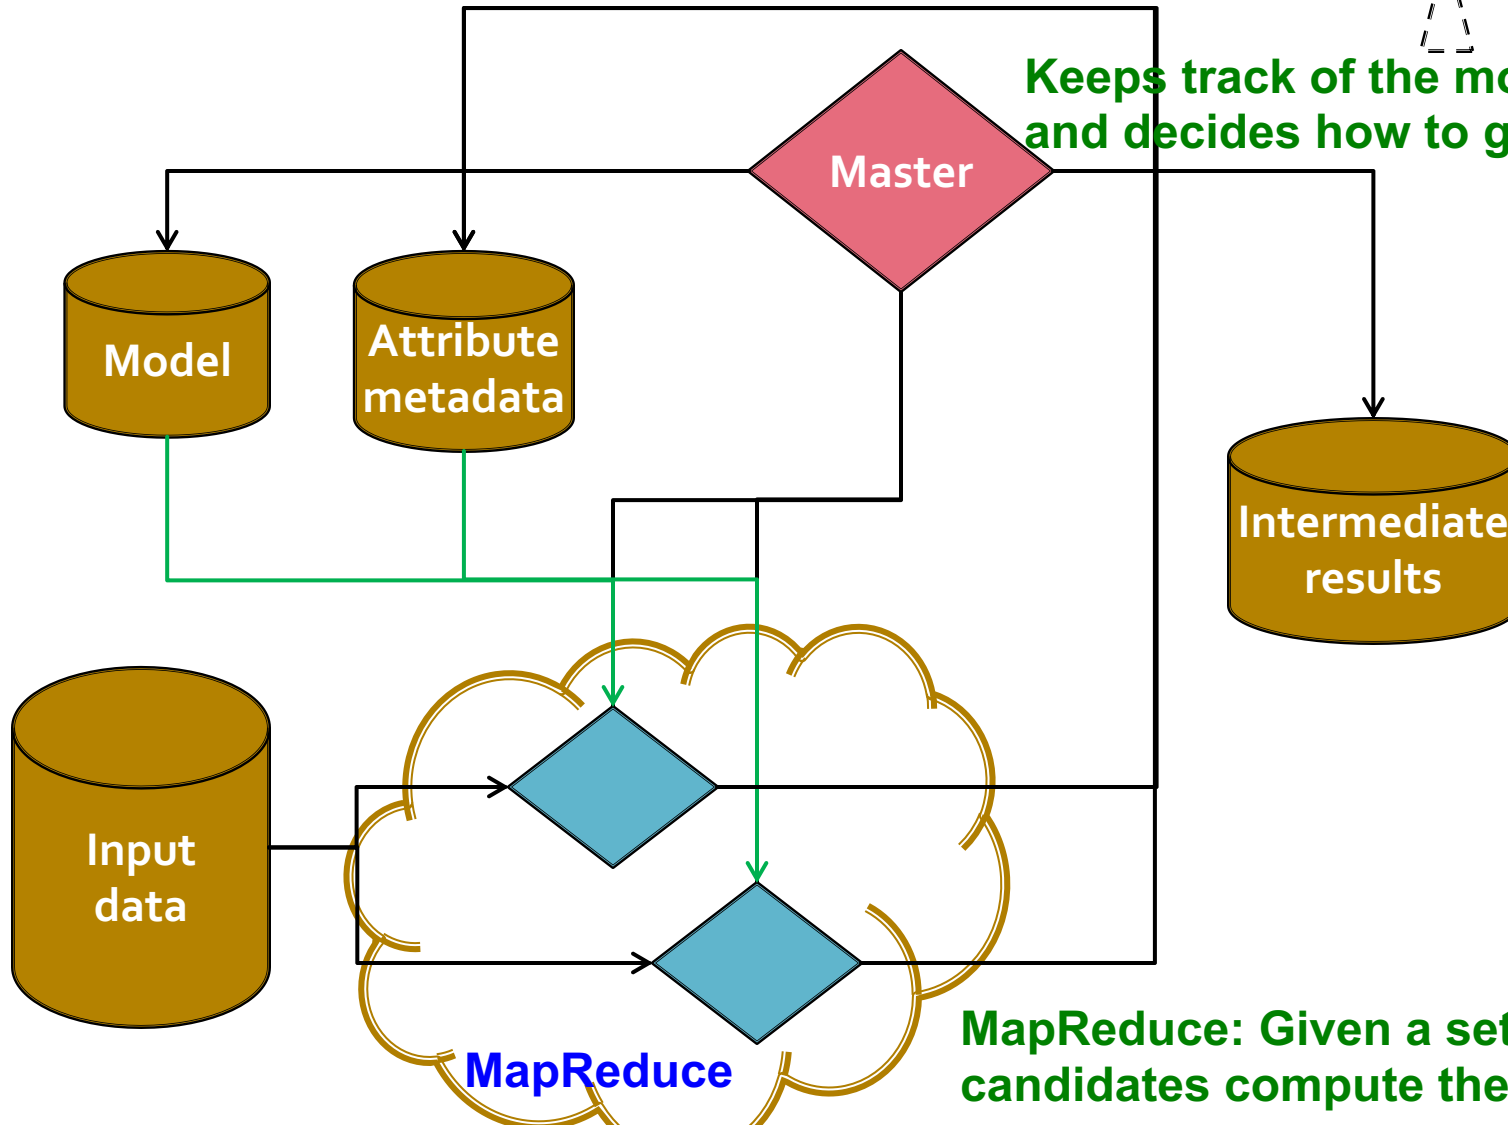 Keeps track of the mo
and decides how to g
Master
Model
Attribute
metadata
Intermediate
results
Input
data
MapReduce
MapReduce: Given a set
candidates compute the